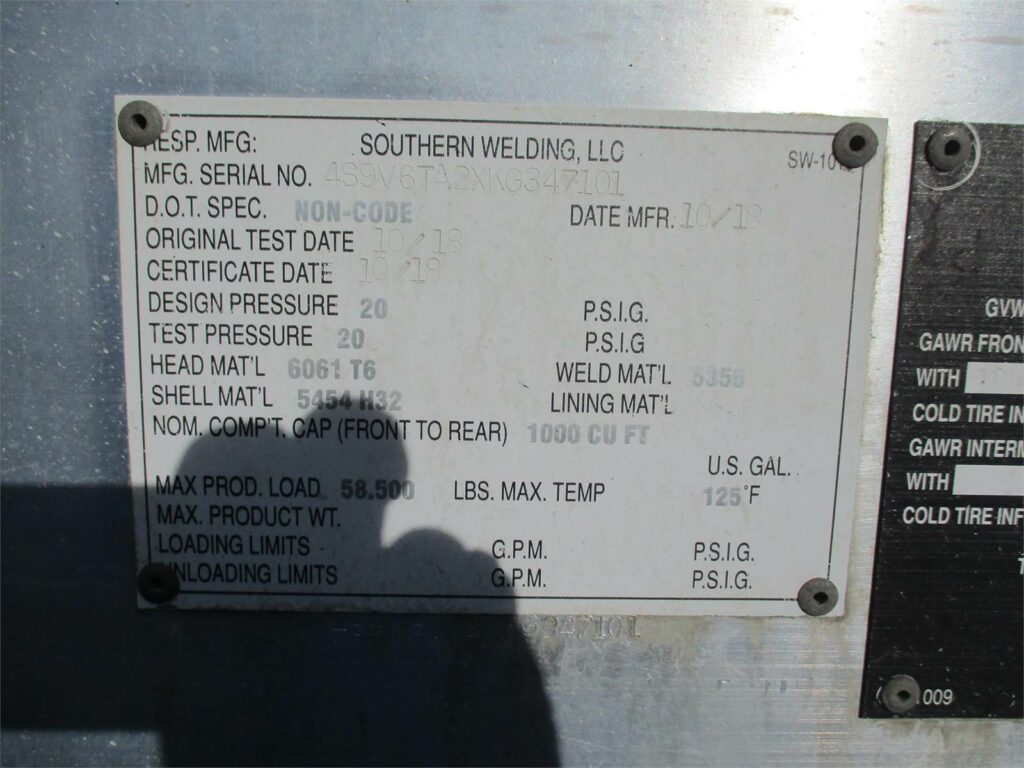 RESP. MFG: SOUTHERN WELDING, LLC
MFG. SERIAL NO. 4S9V6TA2XKG347101
D.O.T. SPEC. NON-CODE DATE MFR. 10/18
ORIGINAL TEST DATE 10/18
CERTIFICATE DATE 10/18
DESIGN PRESSURE 20 P.S.I.G.
TEST PRESSURE 20 P.S.I.G
HEAD MAT'L 6061 T6 WELD MAT'L 5356
SHELL MAT'L 5454 H32 LINING MAT'L
NOM. COMP'T. CAP (FRONT TO REAR) 1000 CU FT
U.S. GAL.
MAX PROD. LOAD 58.500 LBS. MAX. TEMP 125°F
MAX. PRODUCT WT.
LOADING LIMITS G.P.M. P.S.I.G.
UNLOADING LIMITS G.P.M. P.S.I.G.
G347101
GVW
GAWR FRON
WITH
COLD TIRE IN
GAWR INTERM
WITH
COLD TIRE INF
009